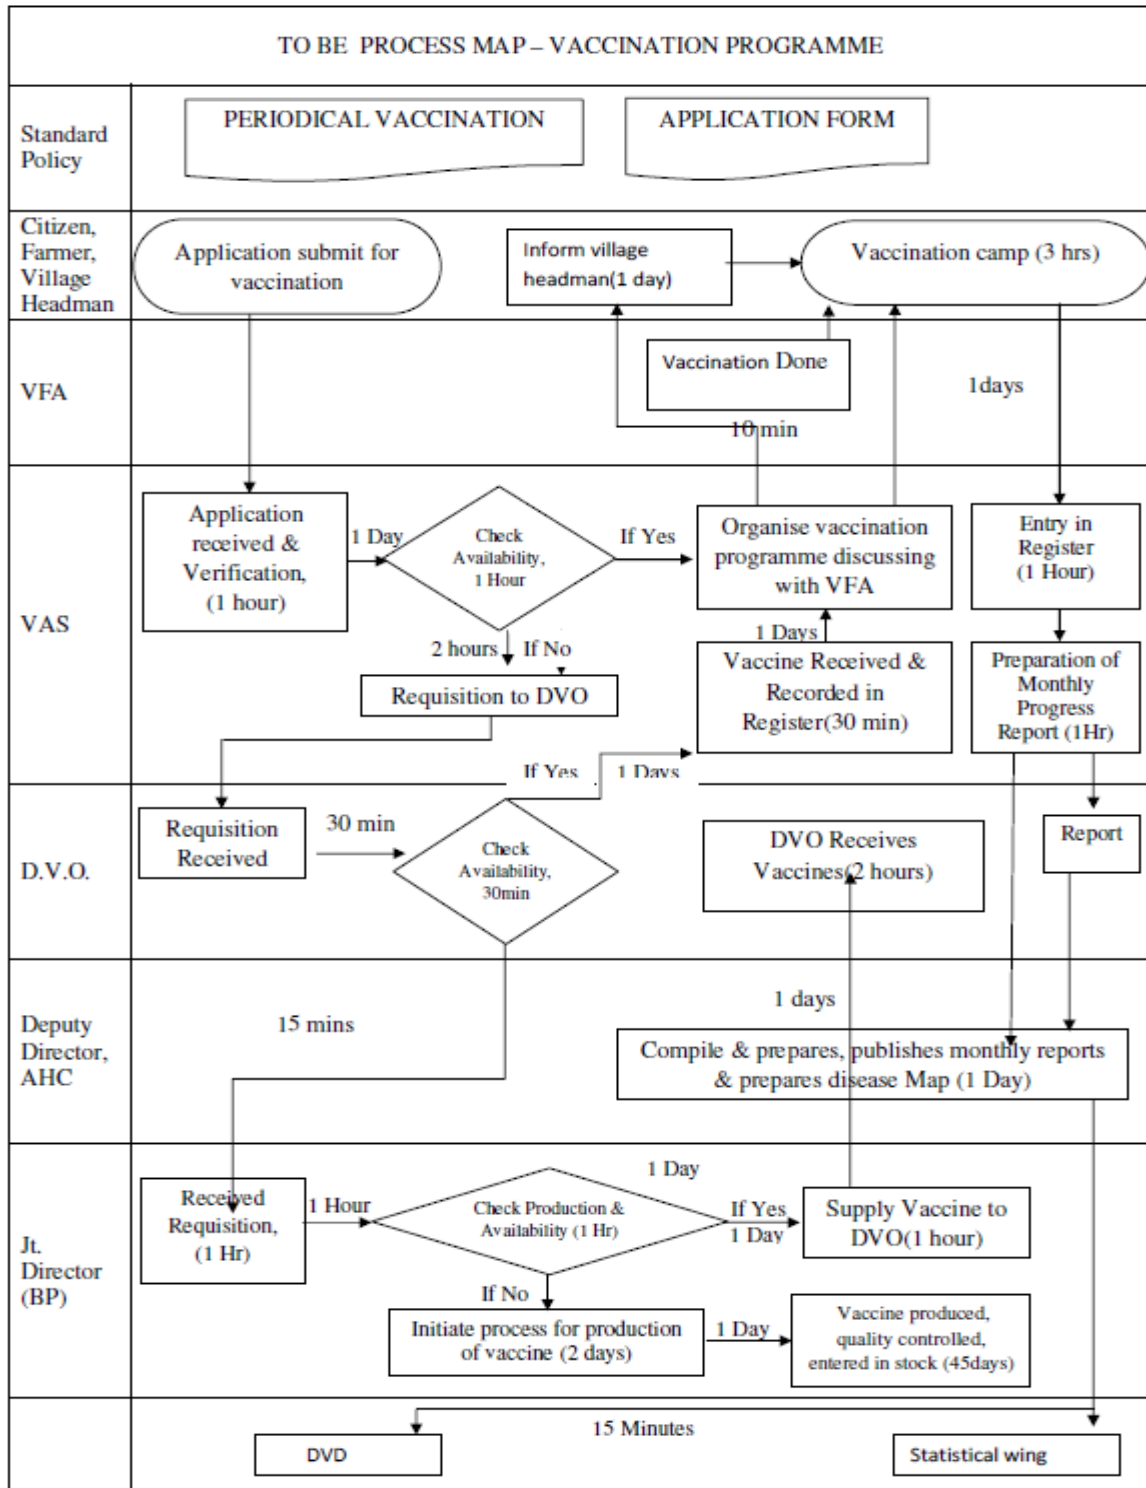 TO BE PROCESS MAP – VACCINATION PROGRAMME
Standard
Policy
PERIODICAL VACCINATION
APPLICATION FORM
Citizen,
Farmer,
Village
Headman
Application submit for
vaccination
Inform village
headman(1 day)
Vaccination camp (3 hrs)
VFA
Vaccination Done
1days
10 min
VAS
Application
received &
Verification,
(1 hour)
1 Day
Check
Availability,
1 Hour
If Yes
Organise vaccination
programme discussing
with VFA
Entry in
Register
(1 Hour)
2 hours
If No
1 Days
Requisition to DVO
Vaccine Received &
Recorded in
Register(30 min)
Preparation of
Monthly
Progress
Report (1Hr)
If Yes
1 Days
D.V.O.
Requisition
Received
30 min
Check
Availability,
30min
DVO Receives
Vaccines(2 hours)
Report
Deputy
Director,
AHC
15 mins
1 days
Compile & prepares, publishes monthly reports
& prepares disease Map (1 Day)
Jt.
Director
(BP)
Received
Requisition,
(1 Hr)
1 Hour
Check Production &
Availability (1 Hr)
1 Day
If Yes
1 Day
Supply Vaccine to
DVO(1 hour)
If No
Initiate process for production
of vaccine (2 days)
1 Day
Vaccine produced,
quality controlled,
entered in stock (45days)
15 Minutes
DVD
Statistical wing